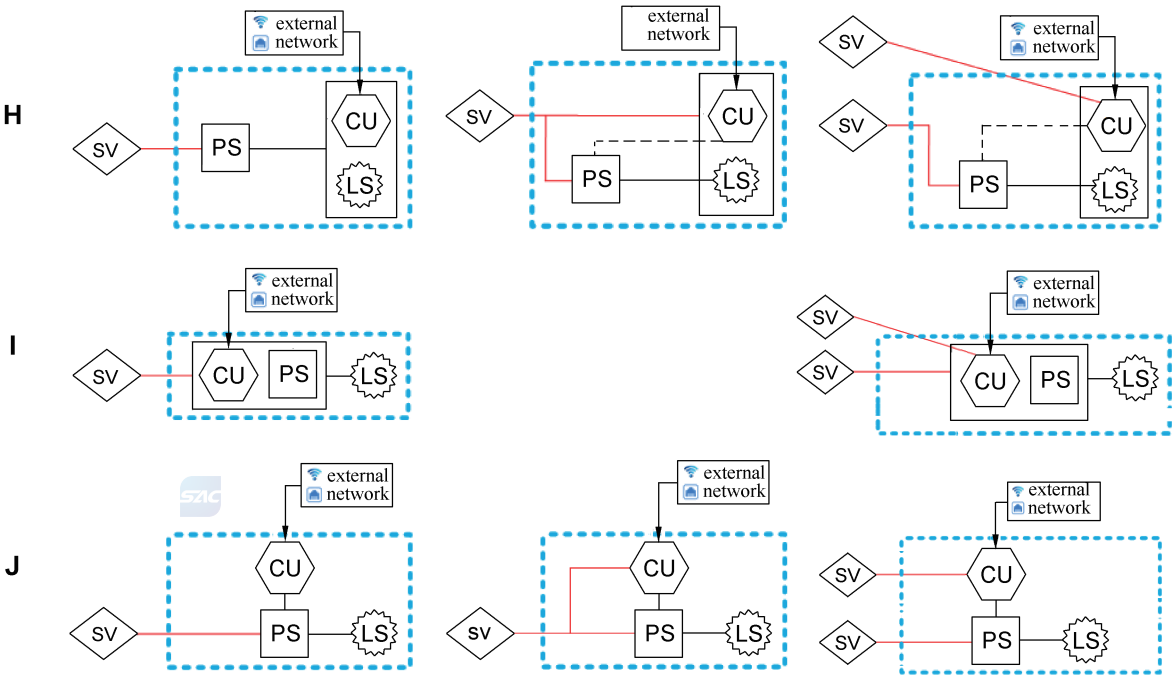 external
network
H
SV
PS
CU
LS
external
network
SV
PS
CU
LS
external
network
SV
SV
PS
CU
LS
external
network
I
SV
CU
PS
LS
external
network
SV
SV
CU
PS
LS
SAC
external
network
J
CU
SV
PS
LS
external
network
CU
SV
PS
LS
external
network
SV
CU
SV
PS
LS